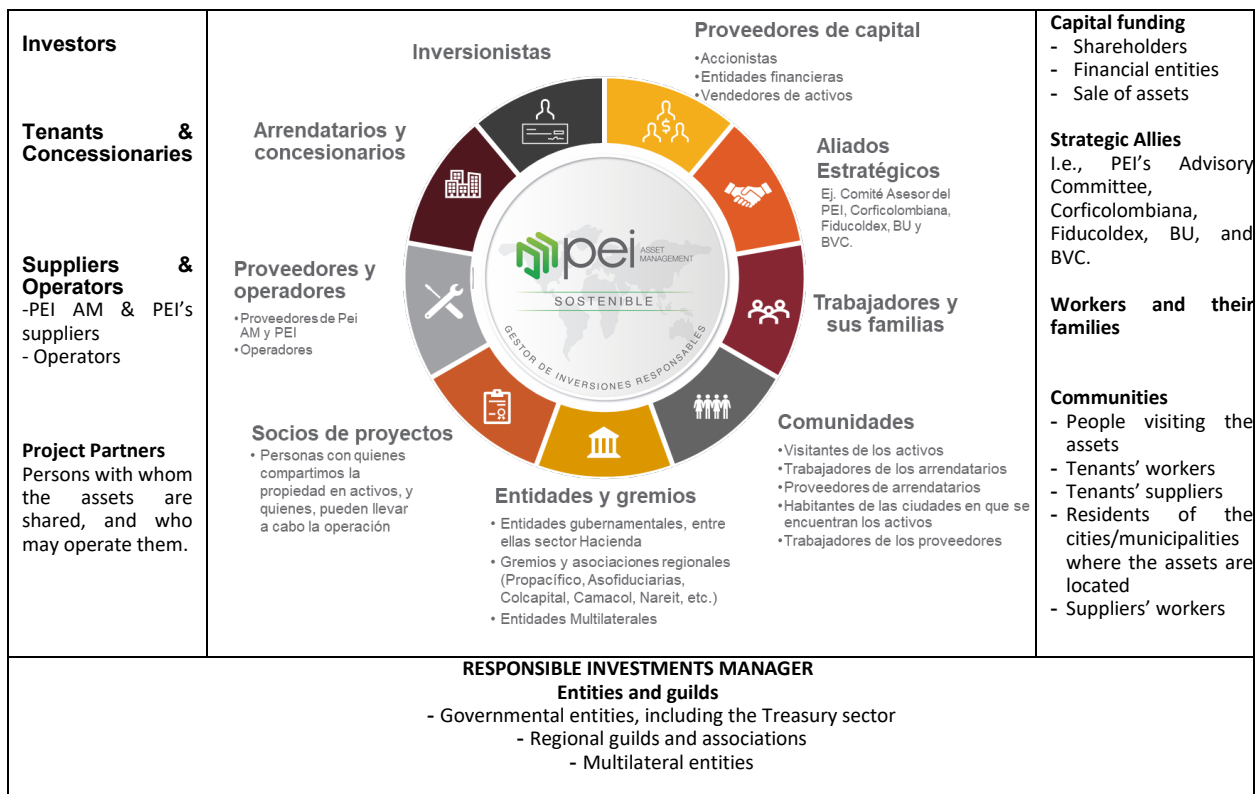 Investors
Tenants &
Concessionaries
Suppliers &
Operators
-PEI AM & PEI’s
suppliers
- Operators
Project Partners
Persons with whom
the assets are
shared, and who
may operate them.
Inversionistas
Proveedores de capital
•Accionistas
•Entidades financieras
•Vendedores de activos
Arrendatarios y
concesionarios
Aliados
Estratégicos
Ej. Comité Asesor del
PEI, Corficolombiana,
Fiducoldex, BU y
BVC.
Proveedores y
operadores
•Proveedores de Pei
AM y PEI
•Operadores
pei ASSET
MANAGEMENT
SOSTENIBLE
GESTOR DE INVERSIONES RESPONSABLES
Trabajadores y
sus familias
Socios de proyectos
• Personas con quienes
compartimos la
propiedad en activos, y
quienes, pueden llevar
a cabo la operación
Entidades y gremios
• Entidades gubernamentales, entre
ellas sector Hacienda
• Gremios y asociaciones regionales
(Propacífico, Asofiduciarias,
Colcapital, Camacol, Nareit, etc.)
• Entidades Multilaterales
Comunidades
•Visitantes de los activos
•Trabajadores de los arrendatarios
•Proveedores de arrendatarios
•Habitantes de las ciudades en que se
encuentran los activos
•Trabajadores de los proveedores
Capital funding
- Shareholders
- Financial entities
- Sale of assets
Strategic Allies
I.e., PEI’s Advisory
Committee,
Corficolombiana,
Fiducoldex, BU, and
BVC.
Workers and their
families
Communities
- People visiting the
assets
- Tenants’ workers
- Tenants’ suppliers
- Residents of the
cities/municipalities
where the assets are
located
- Suppliers’ workers
RESPONSIBLE INVESTMENTS MANAGER
Entities and guilds
- Governmental entities, including the Treasury sector
- Regional guilds and associations
- Multilateral entities